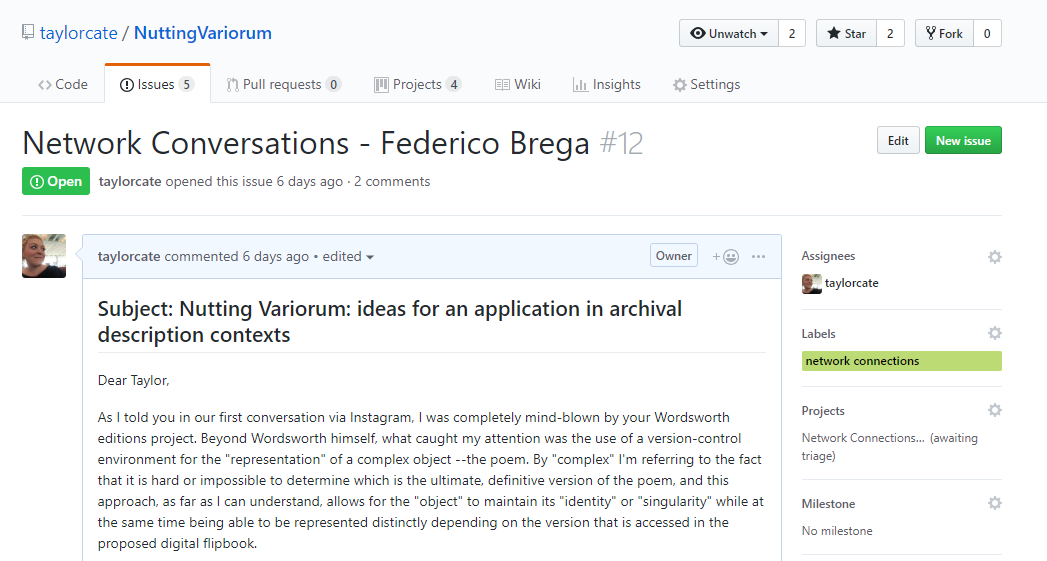 taylorcate / NuttingVariorum
Unwatch 2 Star 2 Fork 0
Code Issues 5 Pull requests 0 Projects 4 Wiki Insights Settings
Network Conversations - Federico Brega #12
Edit New issue
Open taylorcate opened this issue 6 days ago · 2 comments
taylorcate commented 6 days ago • edited
Owner
Subject: Nutting Variorum: ideas for an application in archival
description contexts
Dear Taylor,
As I told you in our first conversation via Instagram, I was completely mind-blown by your Wordsworth
editions project. Beyond Wordsworth himself, what caught my attention was the use of a version-control
environment for the "representation" of a complex object --the poem. By "complex" I'm referring to the fact
that it is hard or impossible to determine which is the ultimate, definitive version of the poem, and this
approach, as far as I can understand, allows for the "object" to maintain its "identity" or "singularity" while at
the same time being able to be represented distinctly depending on the version that is accessed in the
proposed digital flipbook.
Assignees
taylorcate
Labels
network connections
Projects
Network Connections... (awaiting
triage)
Milestone
No milestone